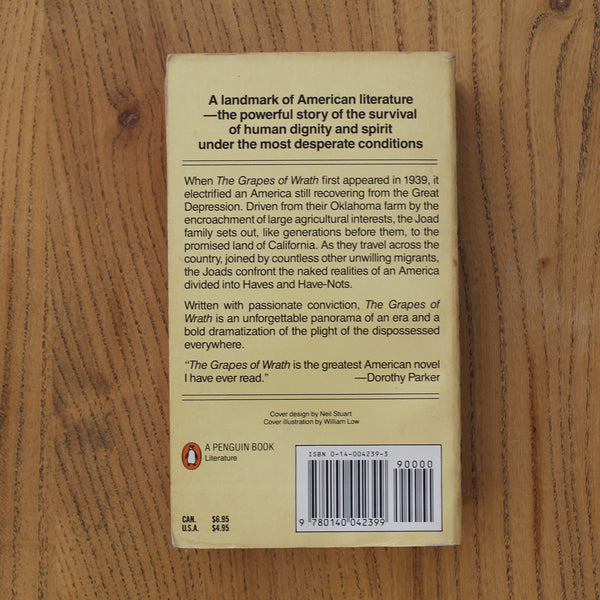 A landmark of American literature
—the powerful story of the survival
of human dignity and spirit
under the most desperate conditions
When The Grapes of Wrath first appeared in 1939, it
electrified an America still recovering from the Great
Depression. Driven from their Oklahoma farm by the
encroachment of large agricultural interests, the Joad
family sets out, like generations before them, to the
promised land of California. As they travel across the
country, joined by countless other unwilling migrants,
the Joads confront the naked realities of an America
divided into Haves and Have-Nots.
Written with passionate conviction, The Grapes of
Wrath is an unforgettable panorama of an era and a
bold dramatization of the plight of the dispossessed
everywhere.
“The Grapes of Wrath is the greatest American novel
I have ever read.” —Dorothy Parker
Cover design by Neil Stuart
Cover illustration by William Low
A PENGUIN BOOK
Literature
ISBN 0-14-004239-3
90000
9 780140 042399
CAN. $6.95
U.S.A. $4.95